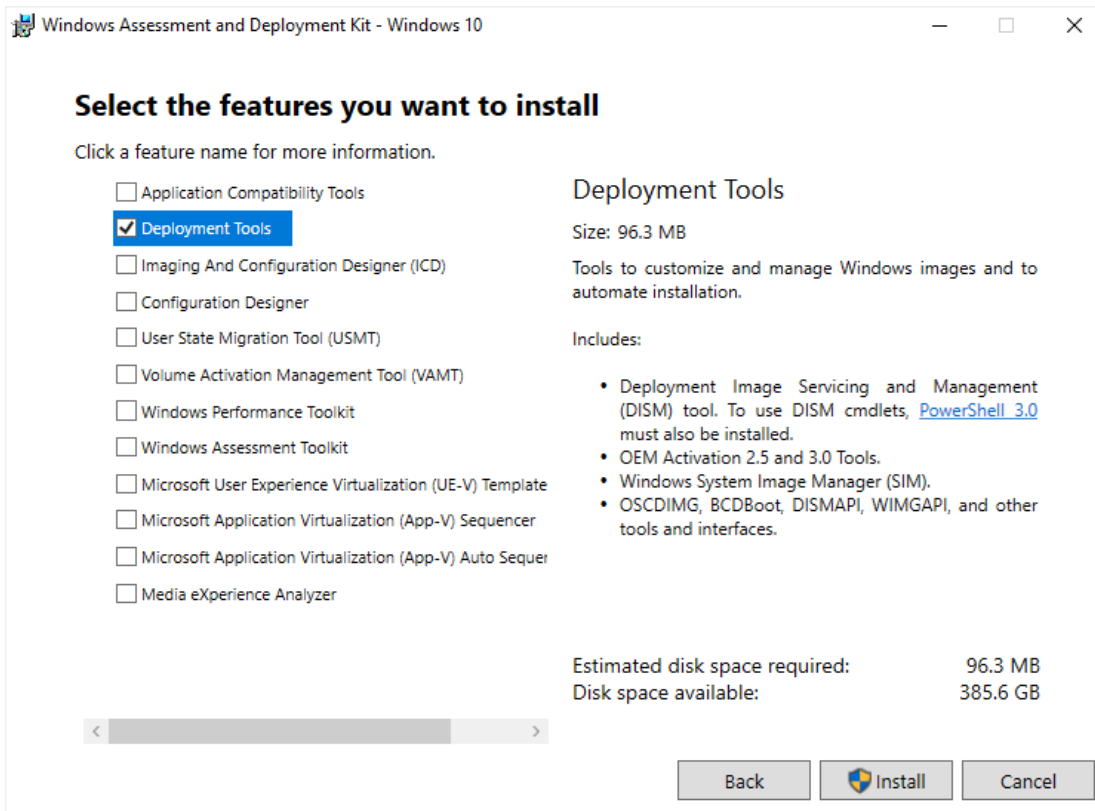 Windows Assessment and Deployment Kit - Windows 10
Select the features you want to install
Click a feature name for more information.
Application Compatibility Tools
Deployment Tools
Imaging And Configuration Designer (ICD)
Configuration Designer
User State Migration Tool (USMT)
Volume Activation Management Tool (VAMT)
Windows Performance Toolkit
Windows Assessment Toolkit
Microsoft User Experience Virtualization (UE-V) Template
Microsoft Application Virtualization (App-V) Sequencer
Microsoft Application Virtualization (App-V) Auto Sequer
Media eXperience Analyzer
Deployment Tools
Size: 96.3 MB
Tools to customize and manage Windows images and to
automate installation.
Includes:
• Deployment Image Servicing and Management
(DISM) tool. To use DISM cmdlets, PowerShell 3.0
must also be installed.
• OEM Activation 2.5 and 3.0 Tools.
• Windows System Image Manager (SIM).
• OSCDIMG, BCDBoot, DISMAPI, WIMGAPI, and other
tools and interfaces.
Estimated disk space required: 96.3 MB
Disk space available: 385.6 GB
Back
Install
Cancel